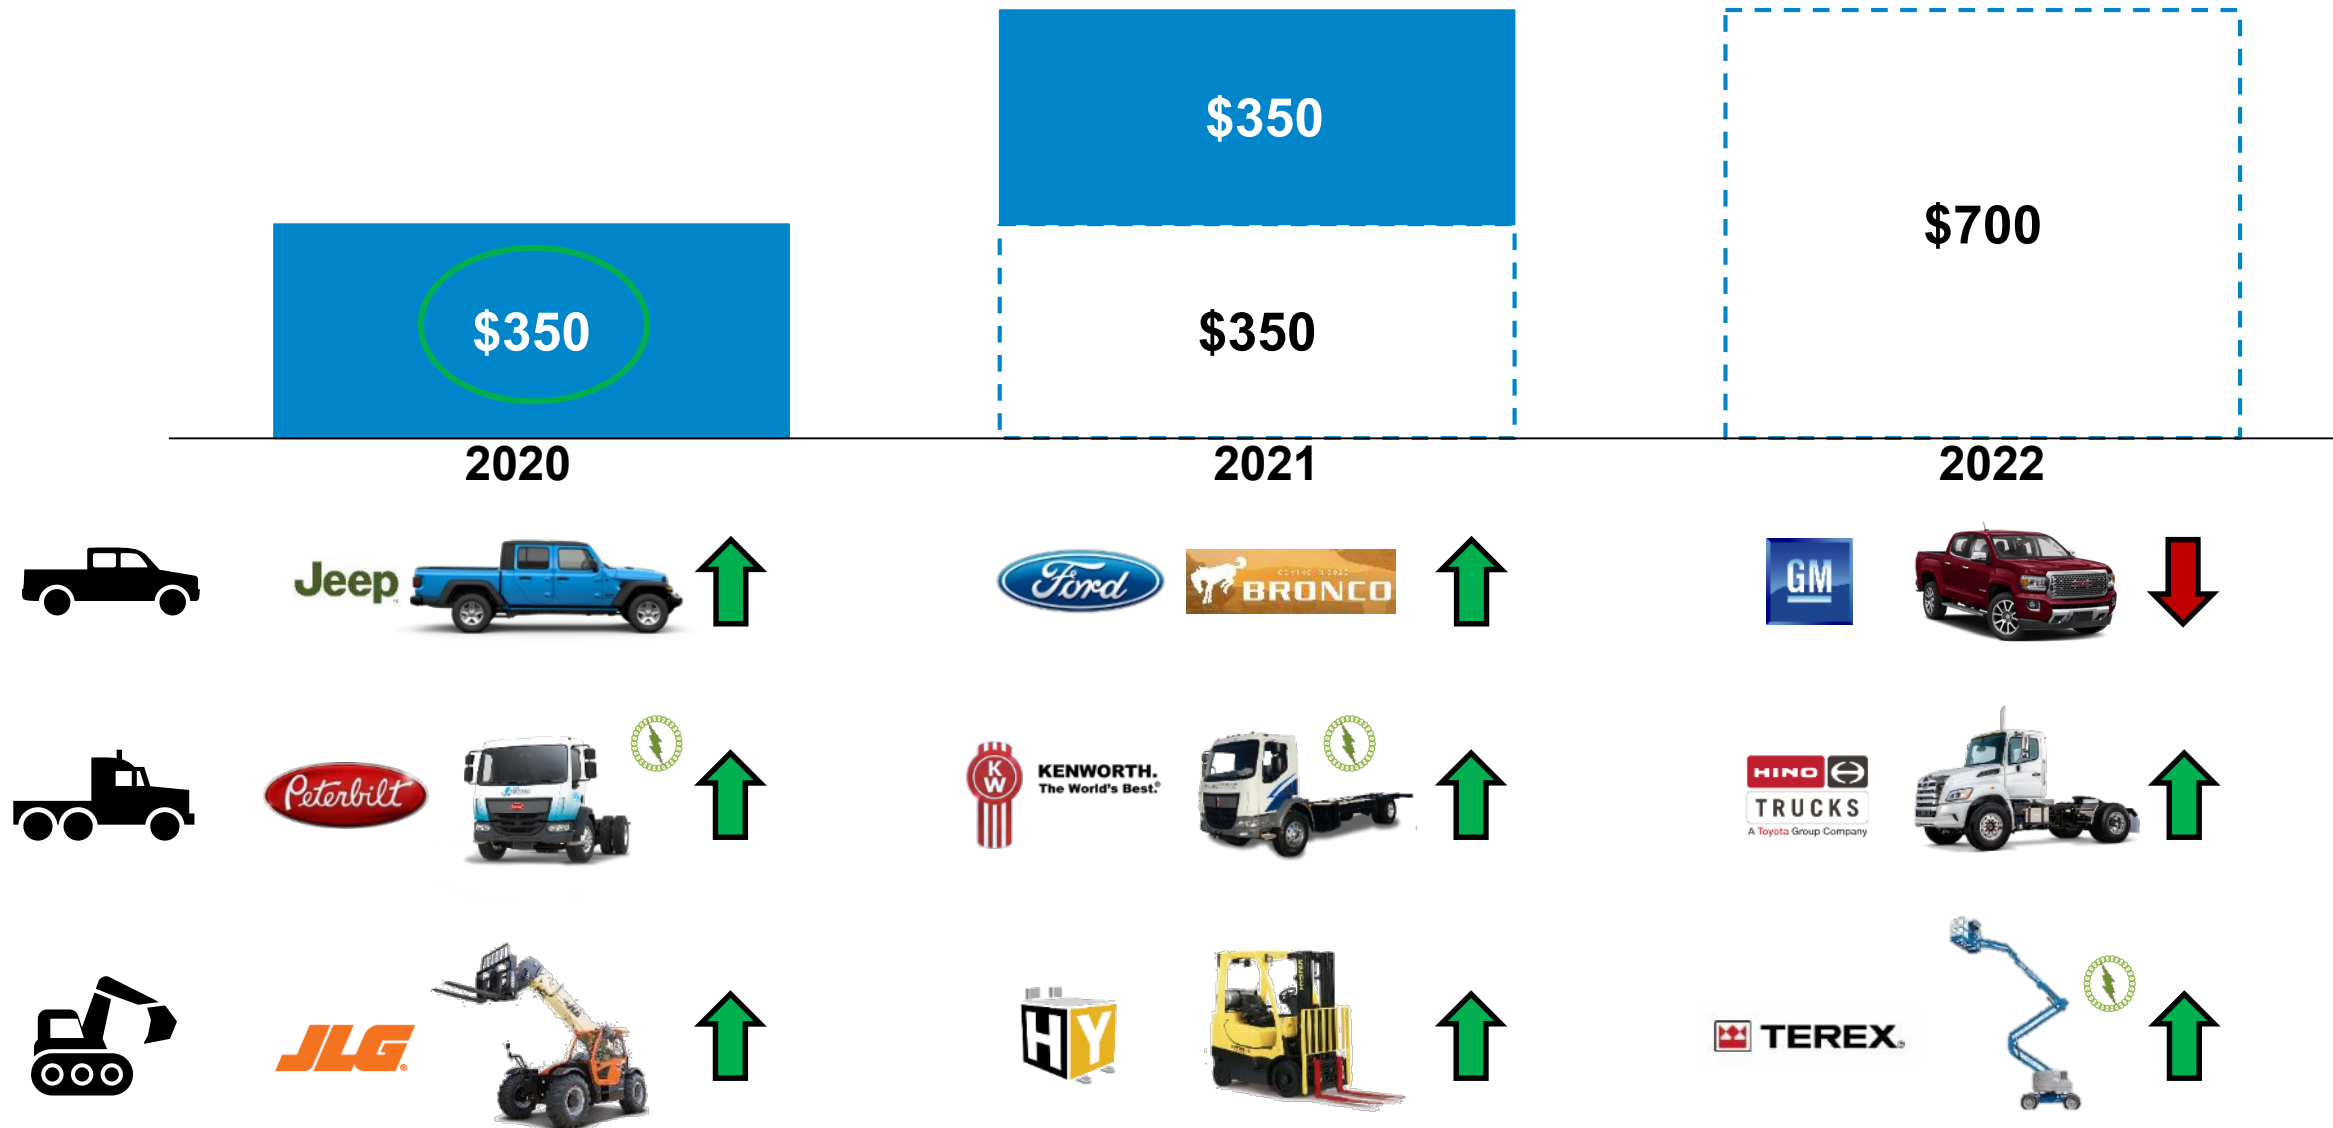 $350
$700
$350
$350
2020
2021
2022
Jeep
Ford
BRONCO
GM
Peterbilt
KW
KENWORTH.
The World's Best.®
HINO
TRUCKS
A Toyota Group Company
JLG®
HY
TEREX®